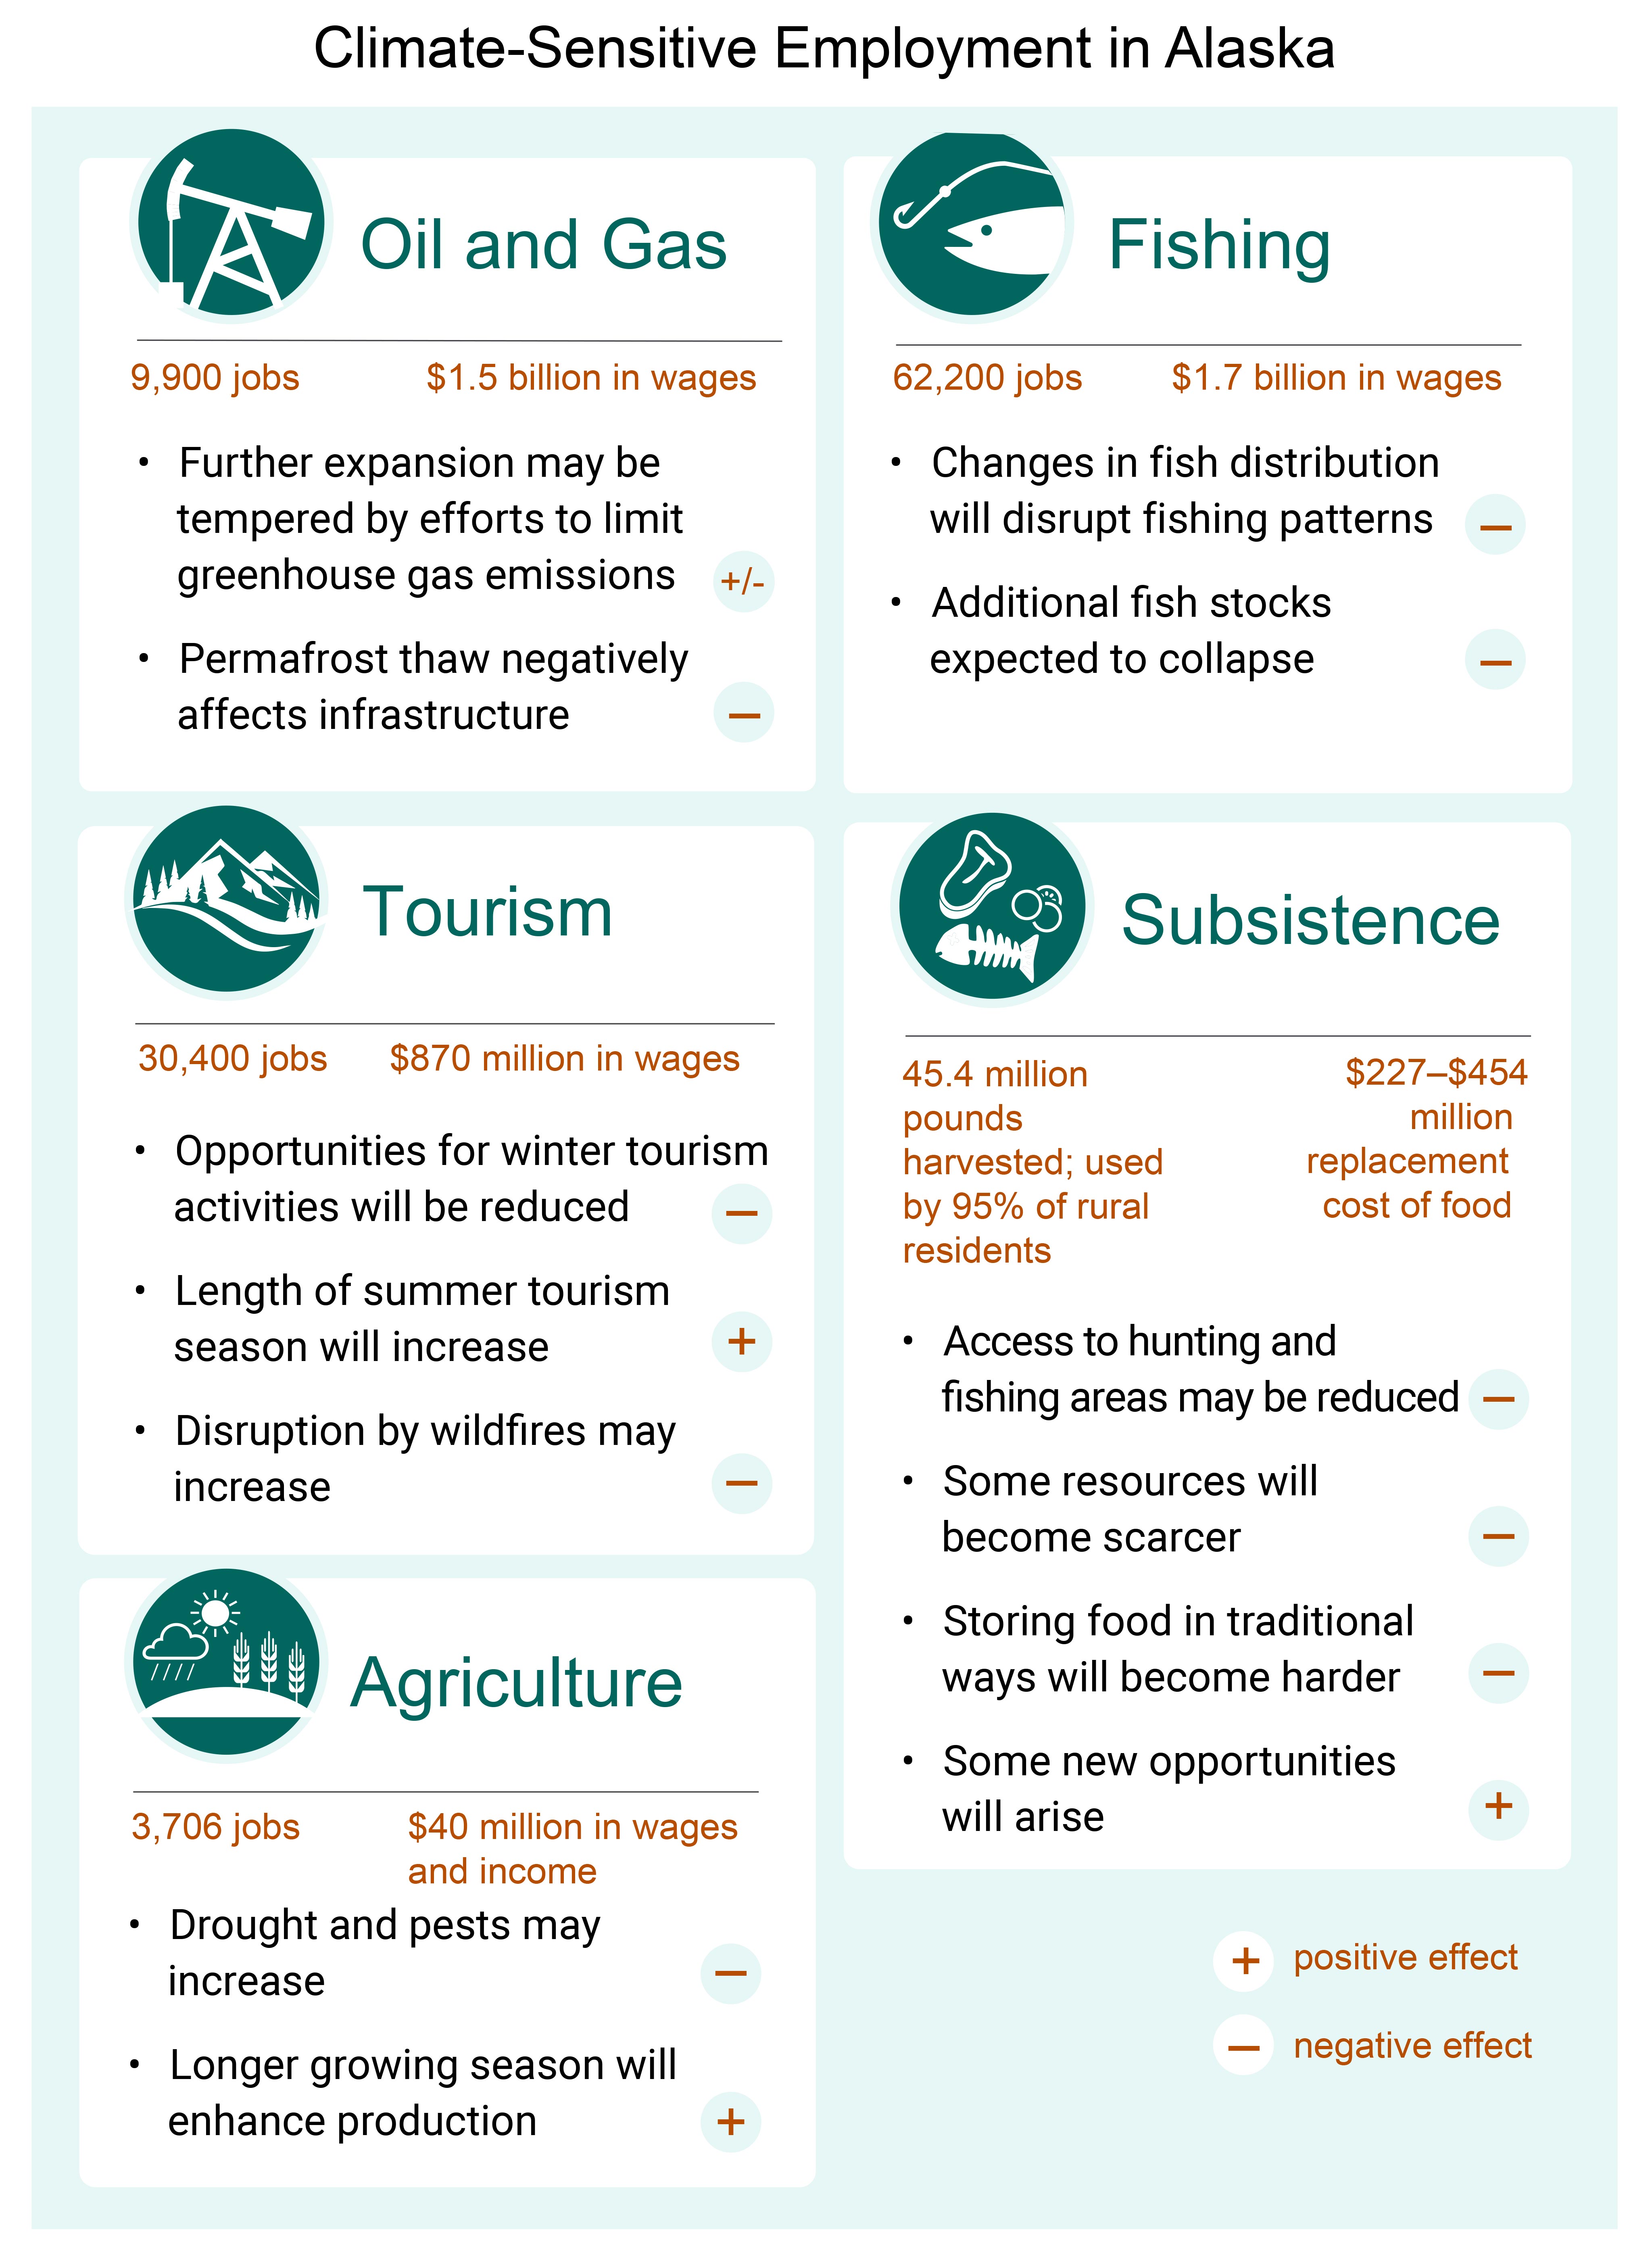 Climate-Sensitive Employment in Alaska
Oil and Gas
9,900 jobs $1.5 billion in wages
• Further expansion may be
tempered by efforts to limit
greenhouse gas emissions +/-
• Permafrost thaw negatively
affects infrastructure –
Fishing
62,200 jobs $1.7 billion in wages
• Changes in fish distribution
will disrupt fishing patterns –
• Additional fish stocks
expected to collapse –
Tourism
30,400 jobs $870 million in wages
• Opportunities for winter tourism
activities will be reduced –
• Length of summer tourism
season will increase +
• Disruption by wildfires may
increase –
Subsistence
45.4 million
pounds
harvested; used
by 95% of rural
residents
$227–$454
million
replacement
cost of food
• Access to hunting and
fishing areas may be reduced –
• Some resources will
become scarcer –
• Storing food in traditional
ways will become harder –
• Some new opportunities
will arise +
Agriculture
3,706 jobs $40 million in wages
and income
• Drought and pests may
increase –
• Longer growing season will
enhance production +
+ positive effect
– negative effect